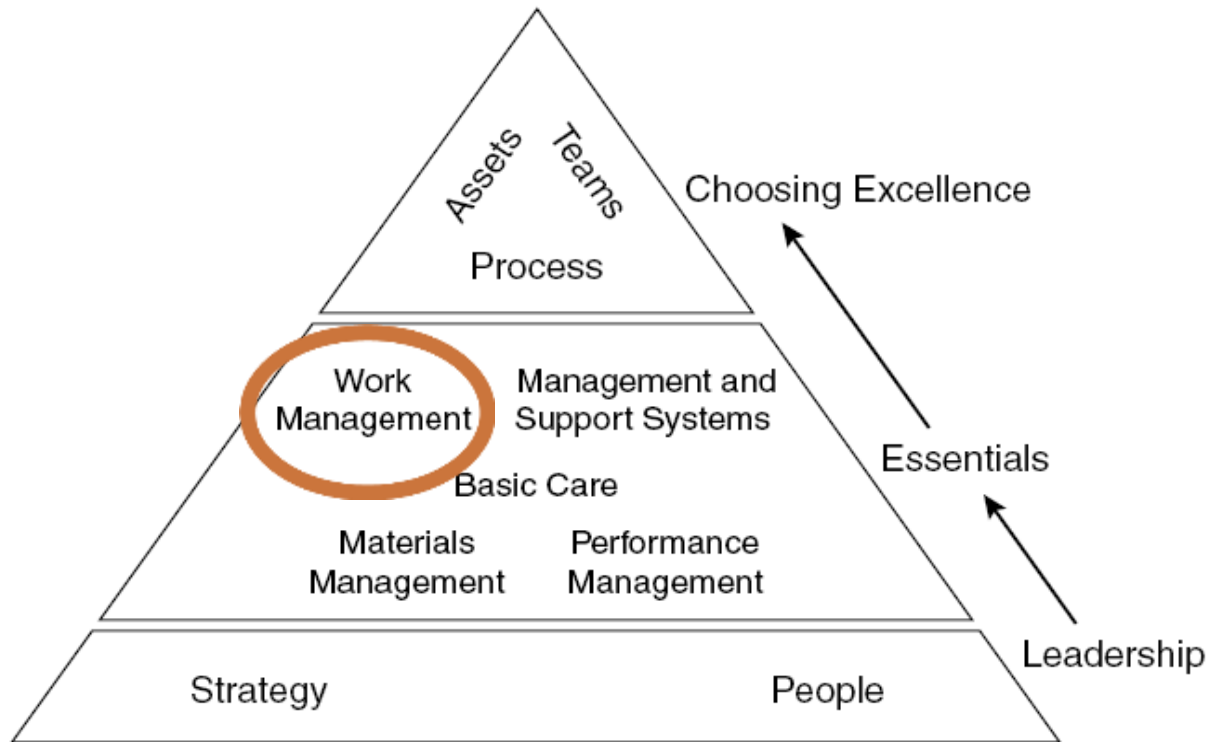 Assets
Teams
Process
Choosing Excellence
Work
Management
Management and
Support Systems
Essentials
Basic Care
Materials
Management
Performance
Management
Leadership
Strategy
People